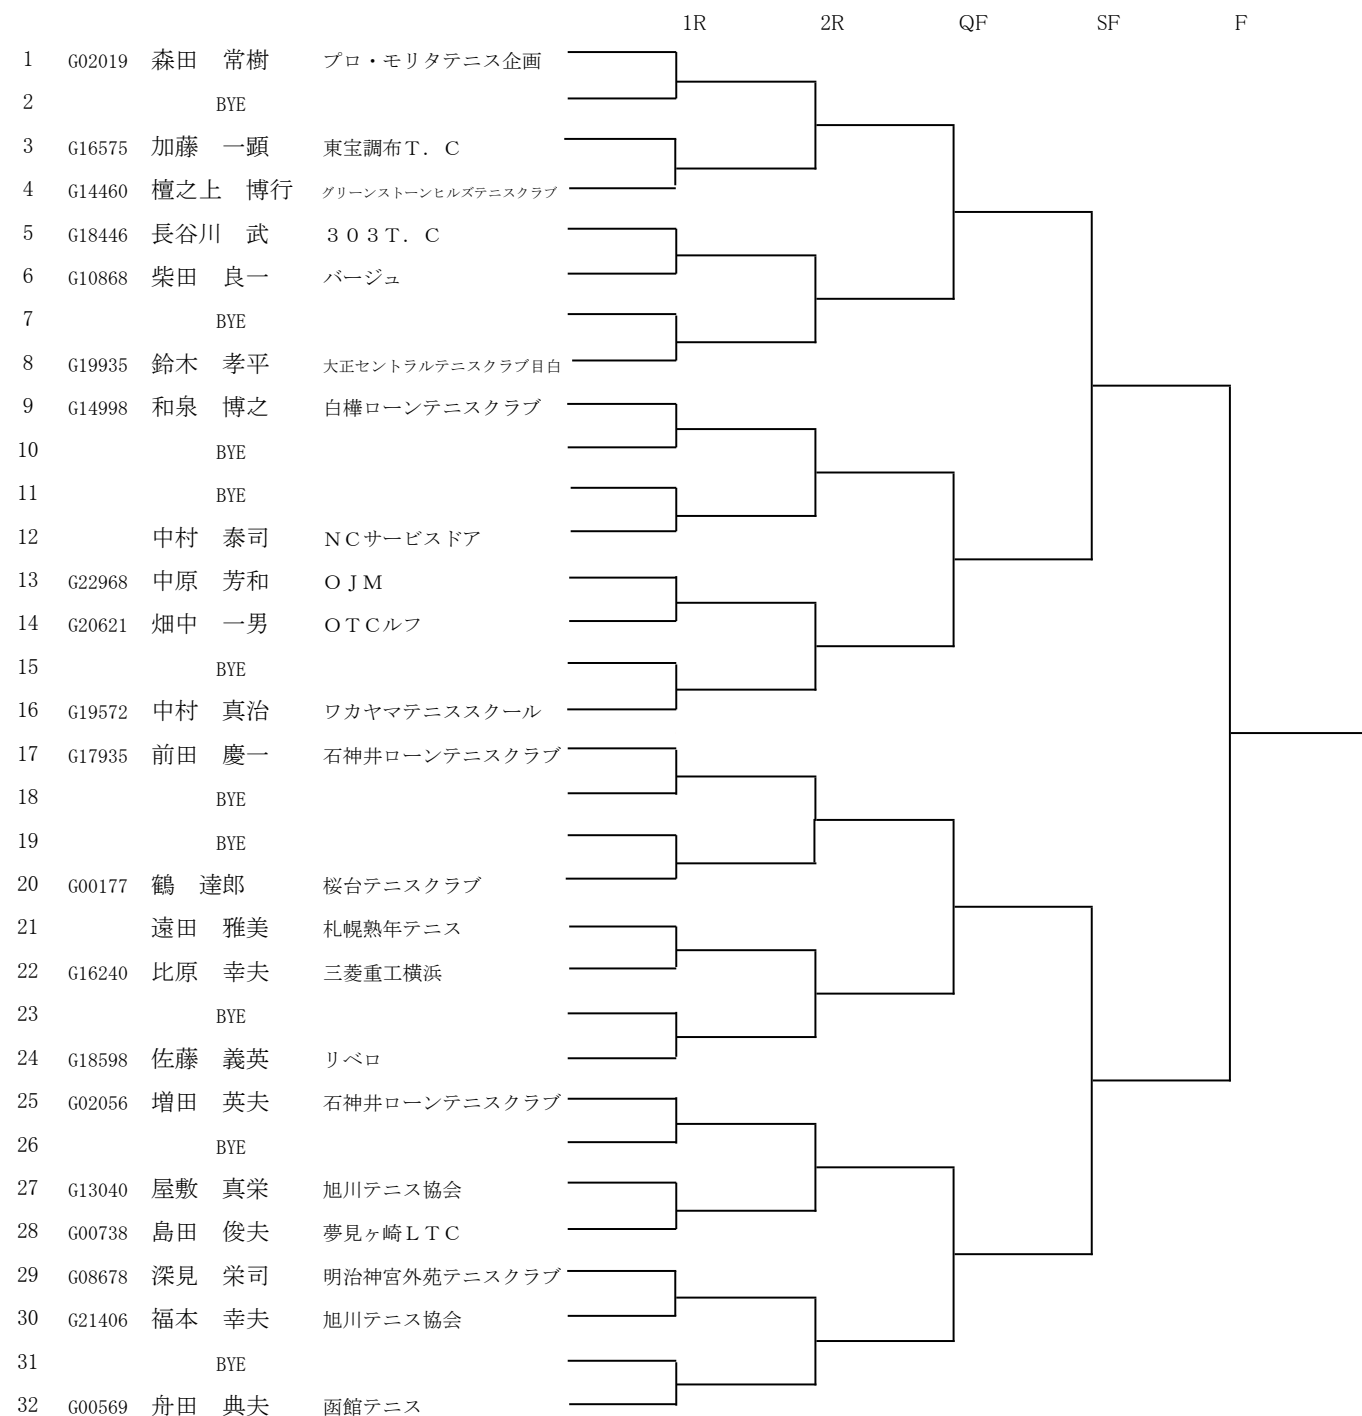 1R 2R QF SF F
1 G02019 森田 常樹 プロ・モリタテニス企画
2 BYE
3 G16575 加藤 一顕 東宝調布Ｔ．Ｃ
4 G14460 檀之上 博行 グリーンストーンヒルズテニスクラブ
5 G18446 長谷川 武 ３０３Ｔ．Ｃ
6 G10868 柴田 良一 バージュ
7 BYE
8 G19935 鈴木 孝平 大正セントラルテニスクラブ目白
9 G14998 和泉 博之 白樺ローンテニスクラブ
10 BYE
11 BYE
12 中村 泰司 ＮＣサービスドア
13 G22968 中原 芳和 ＯＪＭ
14 G20621 畑中 一男 ＯＴＣルフ
15 BYE
16 G19572 中村 真治 ワカヤマテニススクール
17 G17935 前田 慶一 石神井ローンテニスクラブ
18 BYE
19 BYE
20 G00177 鶴 達郎 桜台テニスクラブ
21 遠田 雅美 札幌熟年テニス
22 G16240 比原 幸夫 三菱重工横浜
23 BYE
24 G18598 佐藤 義英 リベロ
25 G02056 増田 英夫 石神井ローンテニスクラブ
26 BYE
27 G13040 屋敷 真栄 旭川テニス協会
28 G00738 島田 俊夫 夢見ヶ崎ＬＴＣ
29 G08678 深見 栄司 明治神宮外苑テニスクラブ
30 G21406 福本 幸夫 旭川テニス協会
31 BYE
32 G00569 舟田 典夫 函館テニス